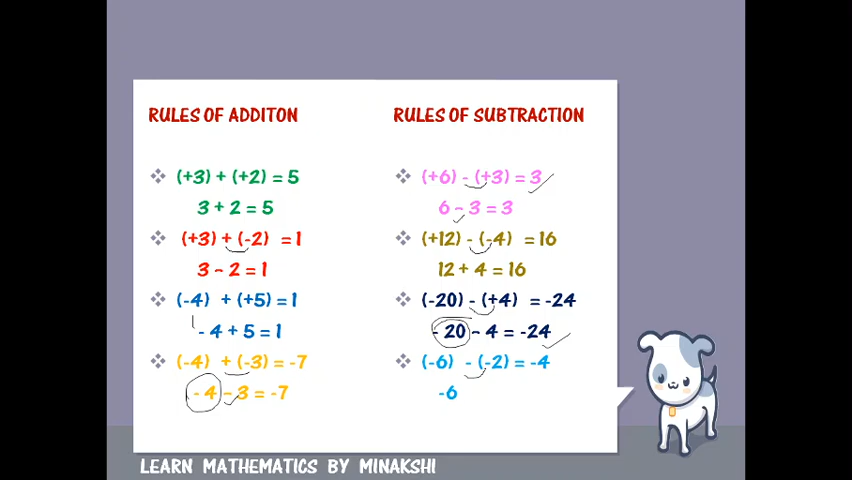 RULES OF ADDITON
(+3) + (+2) = 5
3 + 2 = 5
(+3) + (-2) = 1
3 - 2 = 1
(-4) + (+5) = 1
- 4 + 5 = 1
(-4) + (-3) = -7
- 4 - 3 = -7
RULES OF SUBTRACTION
(+6) - (+3) = 3
6 - 3 = 3
(+12) - (-4) = 16
12 + 4 = 16
(-20) - (+4) = -24
- 20 - 4 = -24
(-6) - (-2) = -4
-6
LEARN MATHEMATICS BY MINAKSHI